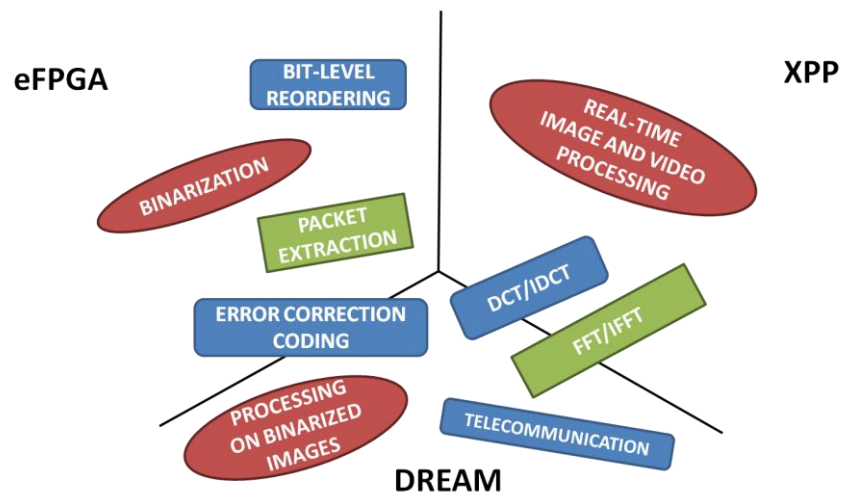 eFPGA
BIT-LEVEL
REORDERING
XPP
REAL-TIME
IMAGE AND VIDEO
PROCESSING
BINARIZATION
PACKET
EXTRACTION
DCT/IDCT
ERROR CORRECTION
CODING
FFT/IFFT
PROCESSING
ON BINARIZED
IMAGES
TELECOMMUNICATION
DREAM